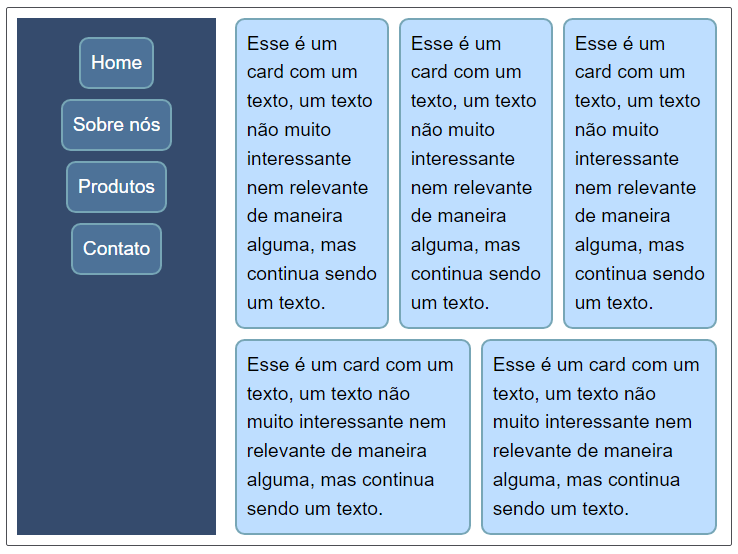 Home
Sobre nós
Produtos
Contato
Esse é um
card com um
texto, um texto
não muito
interessante
nem relevante
de maneira
alguma, mas
continua sendo
um texto.
Esse é um
card com um
texto, um texto
não muito
interessante
nem relevante
de maneira
alguma, mas
continua sendo
um texto.
Esse é um
card com um
texto, um texto
não muito
interessante
nem relevante
de maneira
alguma, mas
continua sendo
um texto.
Esse é um card com um
texto, um texto não
muito interessante nem
relevante de maneira
alguma, mas continua
sendo um texto.
Esse é um card com um
texto, um texto não
muito interessante nem
relevante de maneira
alguma, mas continua
sendo um texto.